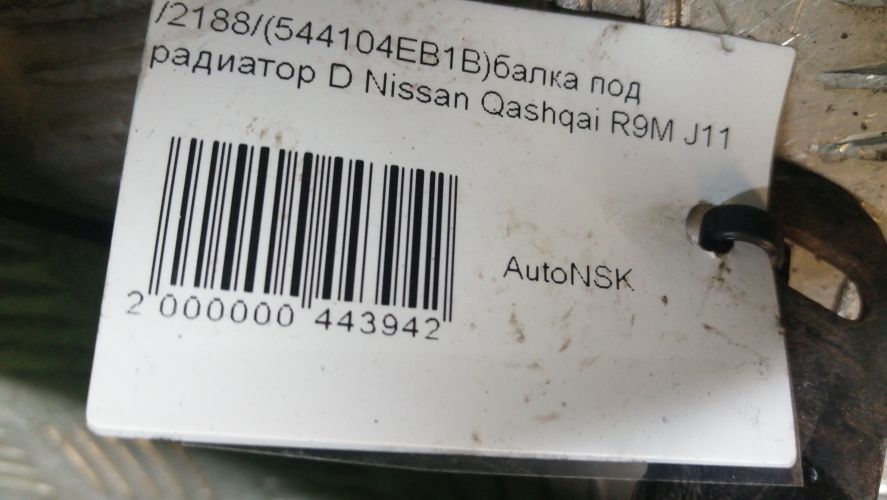 /2188/(544104EB1B)балка под
радиатор D Nissan Qashqai R9M J11
AutoNSK
2 000000 443942